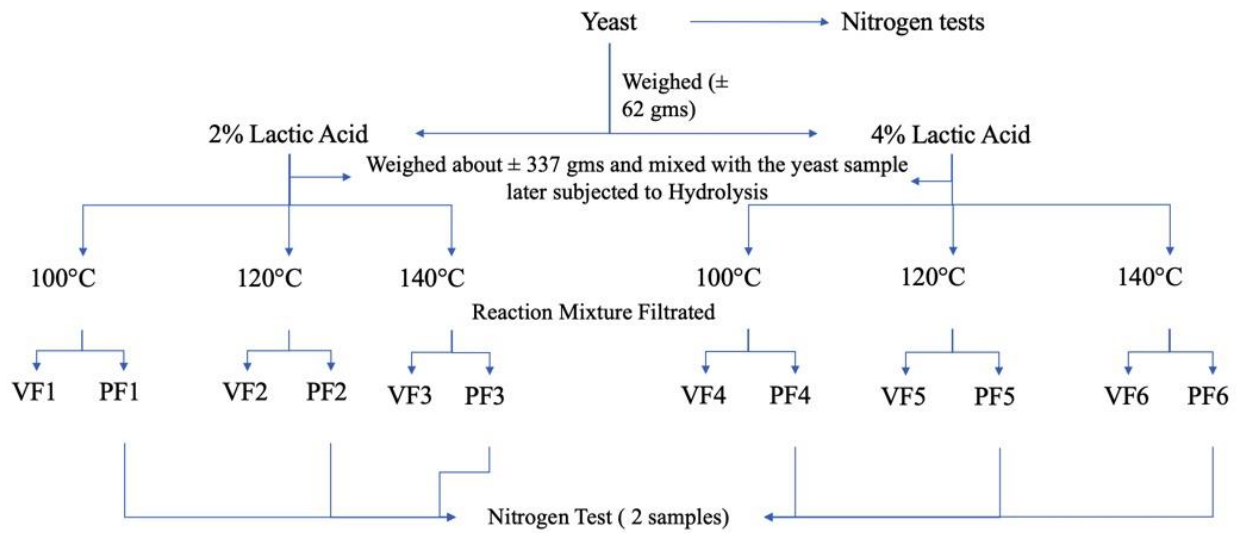 Yeast
Nitrogen tests
Weighed (±
62 gms)
2% Lactic Acid
4% Lactic Acid
Weighed about ± 337 gms and mixed with the yeast sample
later subjected to Hydrolysis
100°C
120°C
140°C
100°C
120°C
140°C
Reaction Mixture Filtrated
VF1
PF1
VF2
PF2
VF3
PF3
VF4
PF4
VF5
PF5
VF6
PF6
Nitrogen Test ( 2 samples)